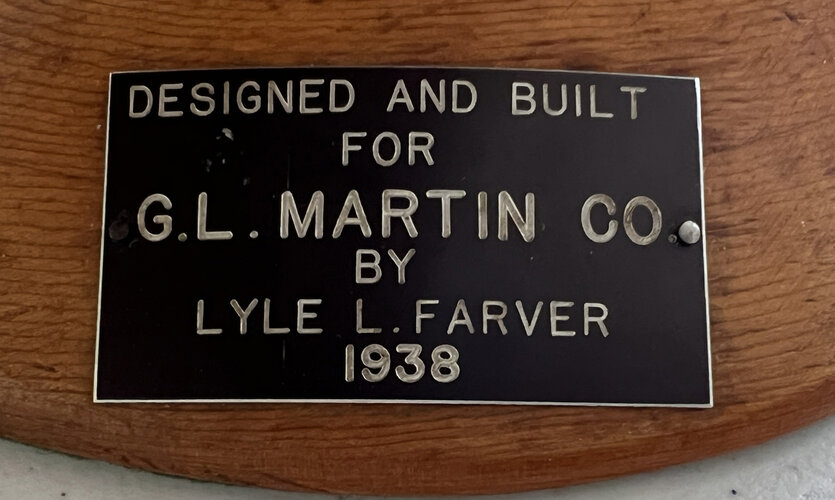 DESIGNED AND BUILT
FOR
G.L. MARTIN CO.
BY
LYLE L. FARVER
1938